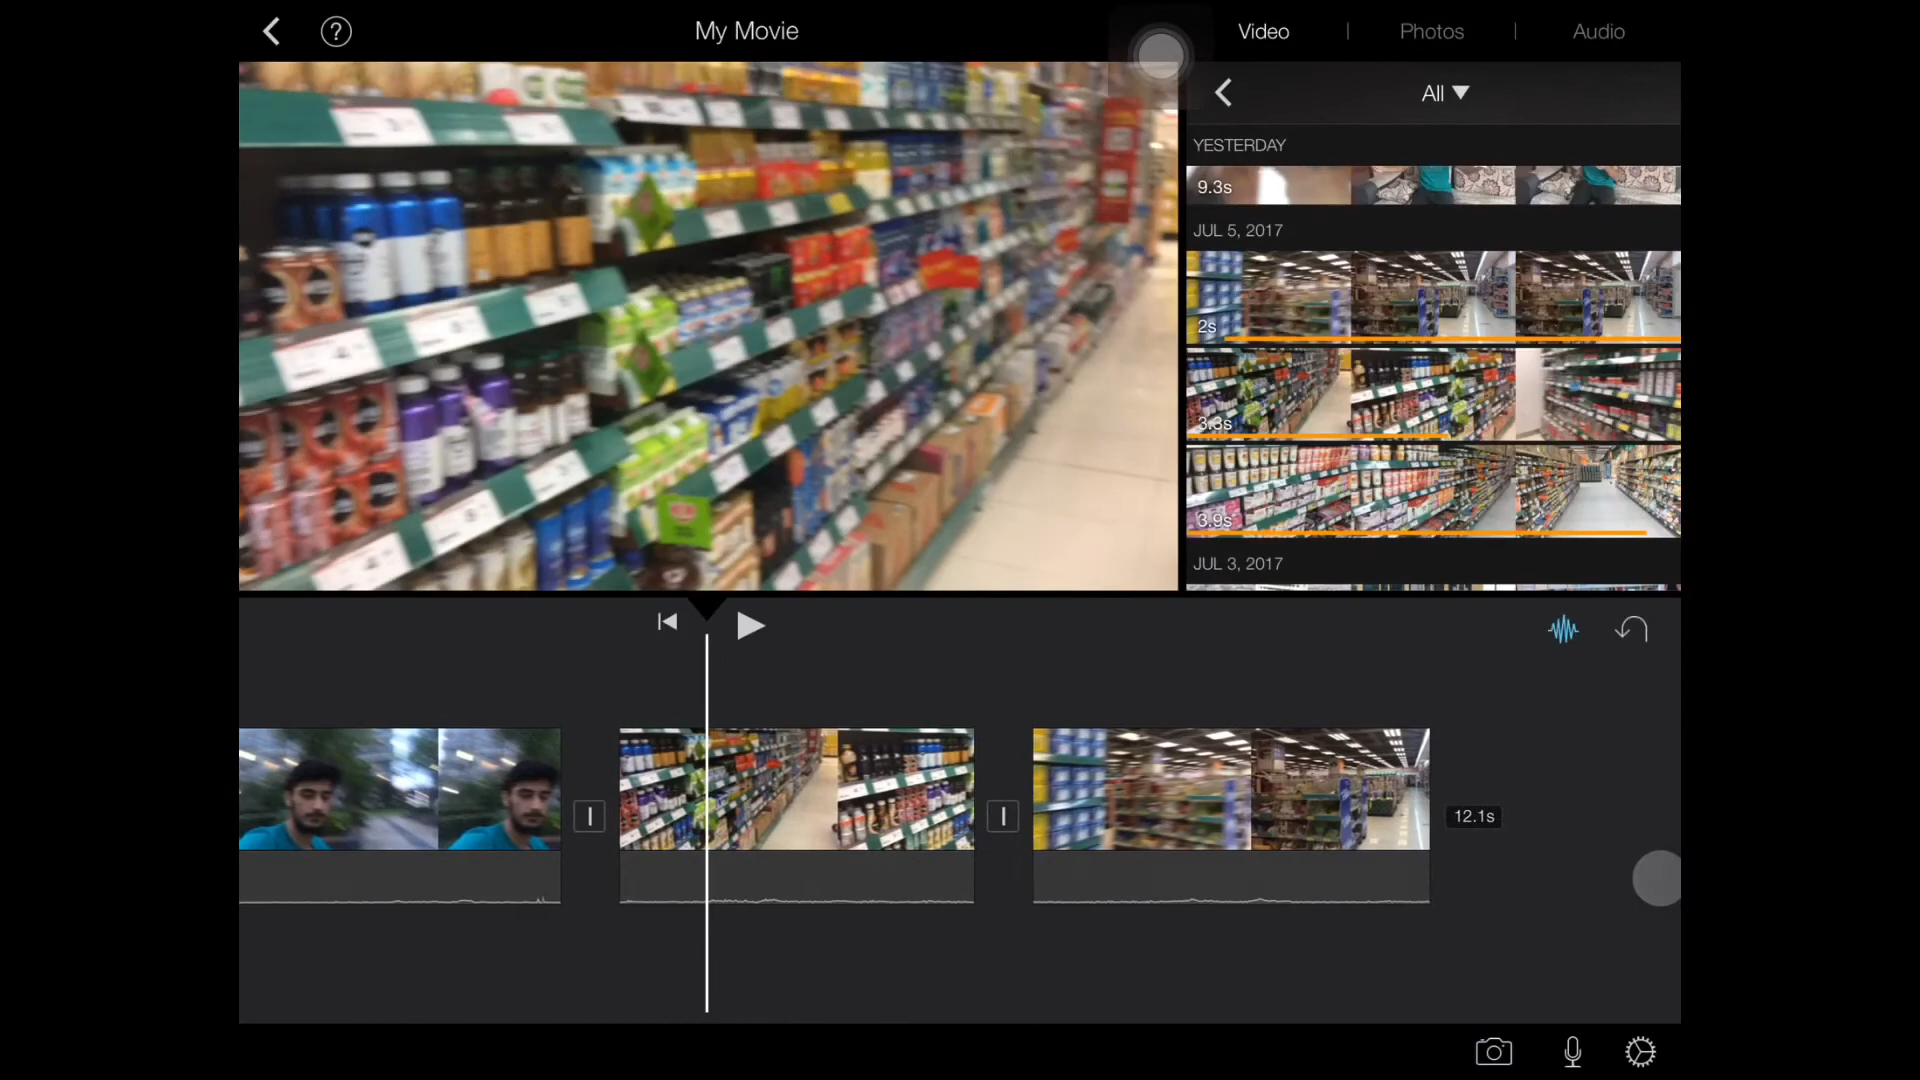 ?
My Movie
Video | Photos | Audio
All ▼
YESTERDAY
9.3s
JUL 5, 2017
2s
3.3s
3.9s
JUL 3, 2017
12.1s